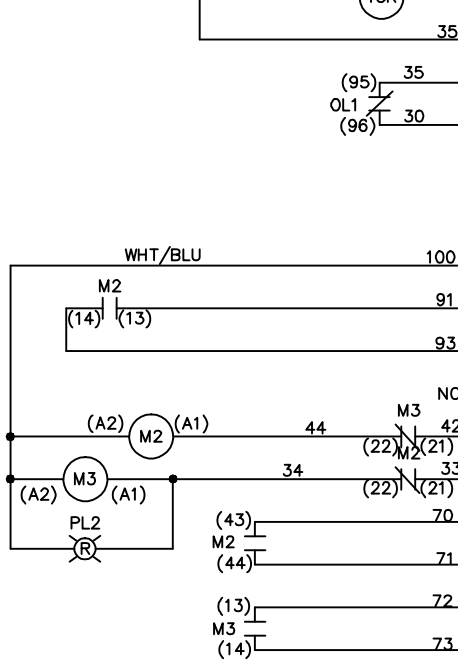 35
(95) 35
OL1
(96) 30
WHT/BLU 100
M2
91
(14) (13)
93
M3
(A2) M2 (A1) 44 42
(22) (21)
M2
M3 34 33
(A2) (A1) (22) (21)
PL2
R
(43) 70
M2
(44) 71
(13) 72
M3
(14) 73